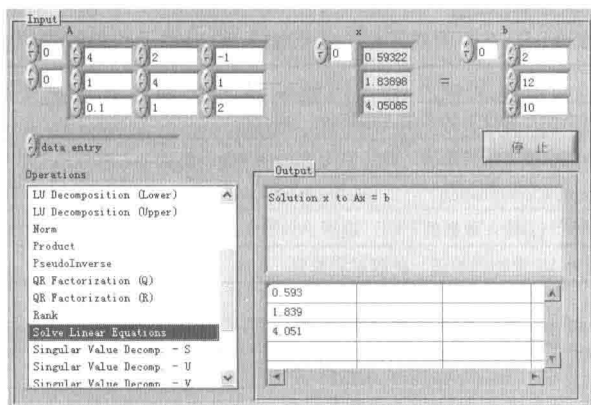 Input
A x b
0 4 2 -1 0 0.59322 0 2
0 1 4 1 1.83898 = 12
0.1 1 2 4.05085 10
data entry
停止
Operations
LU Decomposition (Lower)
LU Decomposition (Upper)
Norm
Product
PseudoInverse
QR Factorization (Q)
QR Factorization (R)
Rank
Solve Linear Equations
Singular Value Decomp. - S
Singular Value Decomp. - U
Singular Value Decomp. - V
Output
Solution x to Ax = b
0.593
1.839
4.051